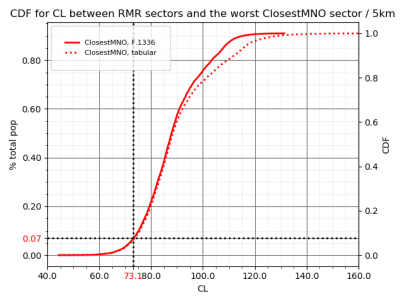 CDF for CL between RMR sectors and the worst ClosestMNO sector / 5km
ClosestMNO, F.1336
ClosestMNO, tabular
% total pop
0.80
0.60
0.40
0.20
0.07
0.00
1.0
0.8
0.6
0.4
0.2
0.0
CDF
40.0 60.0 73.1 80.0 100.0 120.0 140.0 160.0
CL